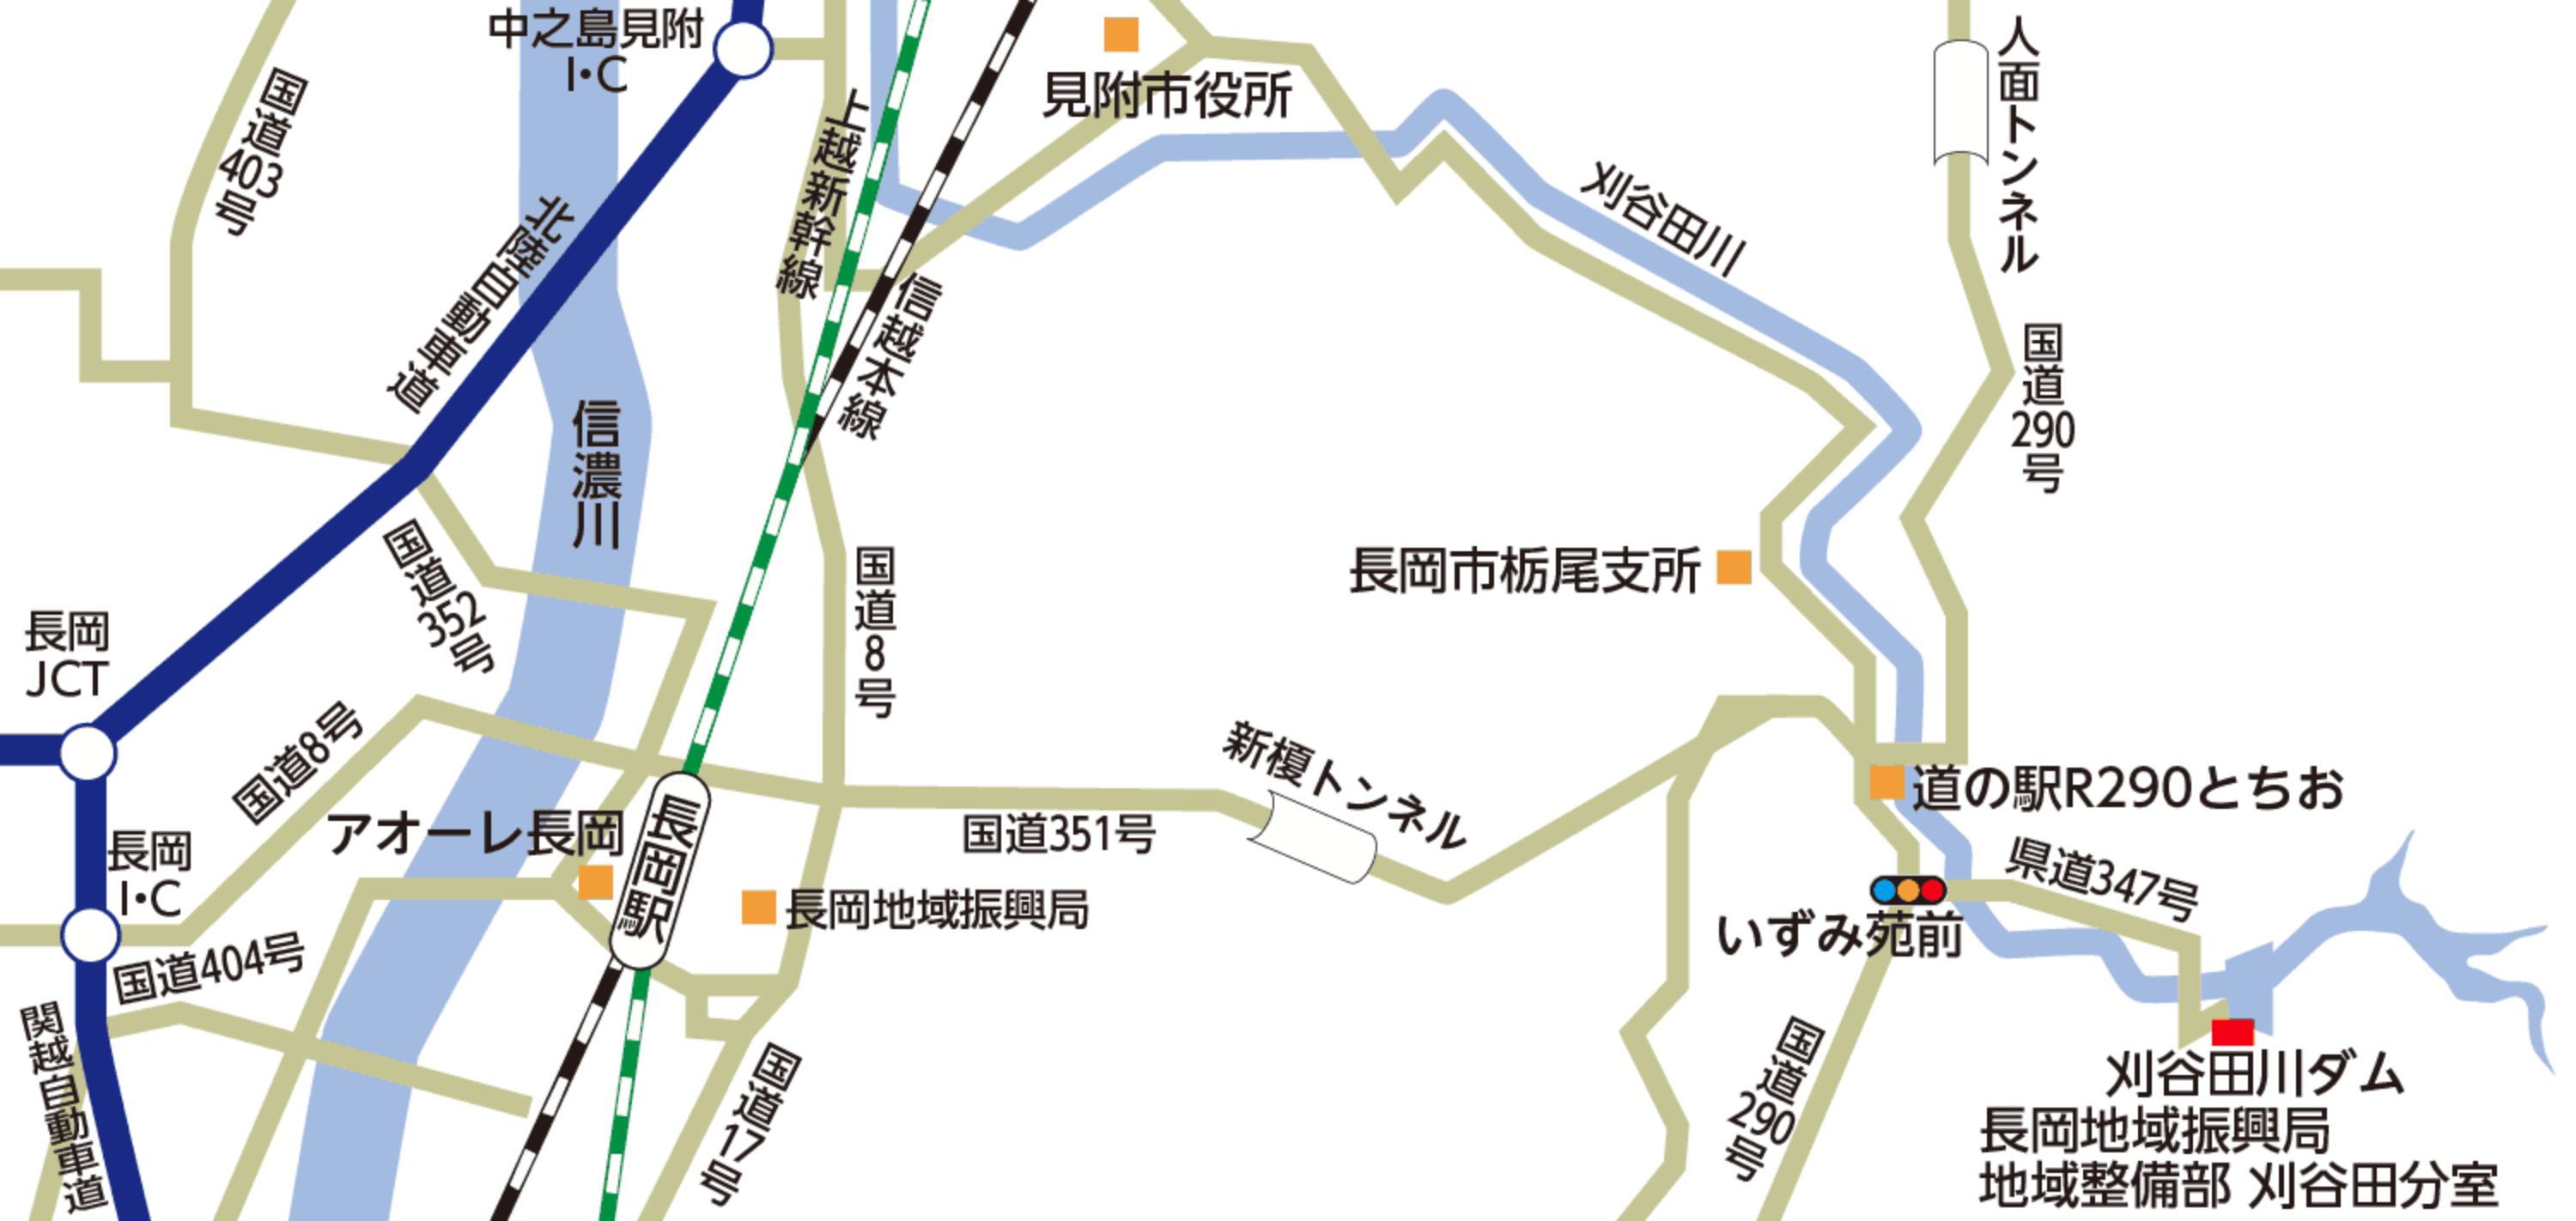 中之島見附
I・C
国道403号
北陸自動車道
上越新幹線
見附市役所
信越本線
刈谷田川
人面トンネル
国道290号
信濃川
国道352号
国道8号
長岡市栃尾支所
長岡
JCT
国道8号
新榎トンネル
国道351号
道の駅R290とちお
アオーレ長岡
長岡駅
長岡
I・C
長岡地域振興局
県道347号
いずみ苑前
国道404号
関越自動車道
国道17号
国道290号
刈谷田川ダム
長岡地域振興局
地域整備部 刈谷田分室